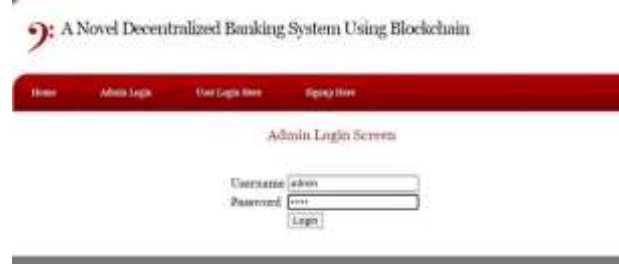 A Novel Decentralized Banking System Using Blockchain
Home Admin Login User Login Here Signup Here
Admin Login Screen
Username admin
Password ••••
Login